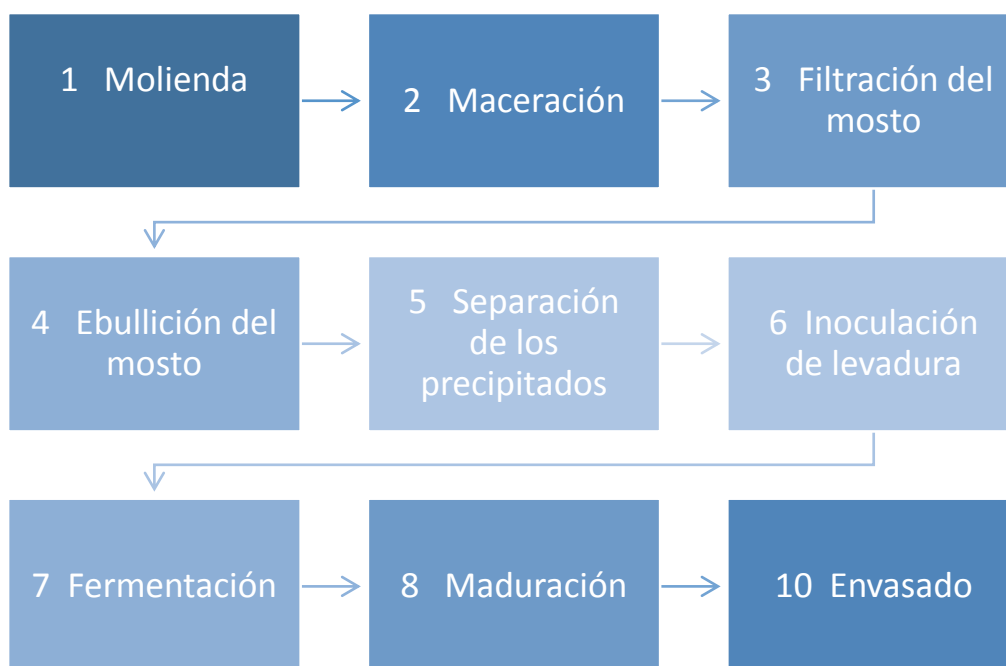 1 Molienda
2 Maceración
3 Filtración del
mosto
4 Ebullición del
mosto
5 Separación
de los
precipitados
6 Inoculación
de levadura
7 Fermentación
8 Maduración
10 Envasado